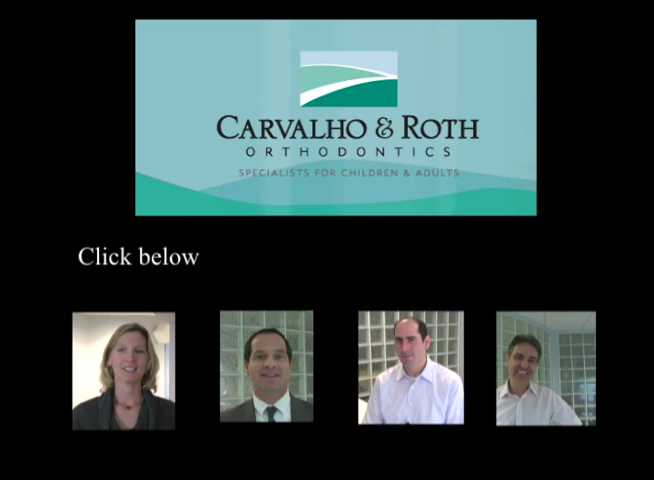 CARVALHO & ROTH
ORTHODONTICS
SPECIALISTS FOR CHILDREN & ADULTS
Click below